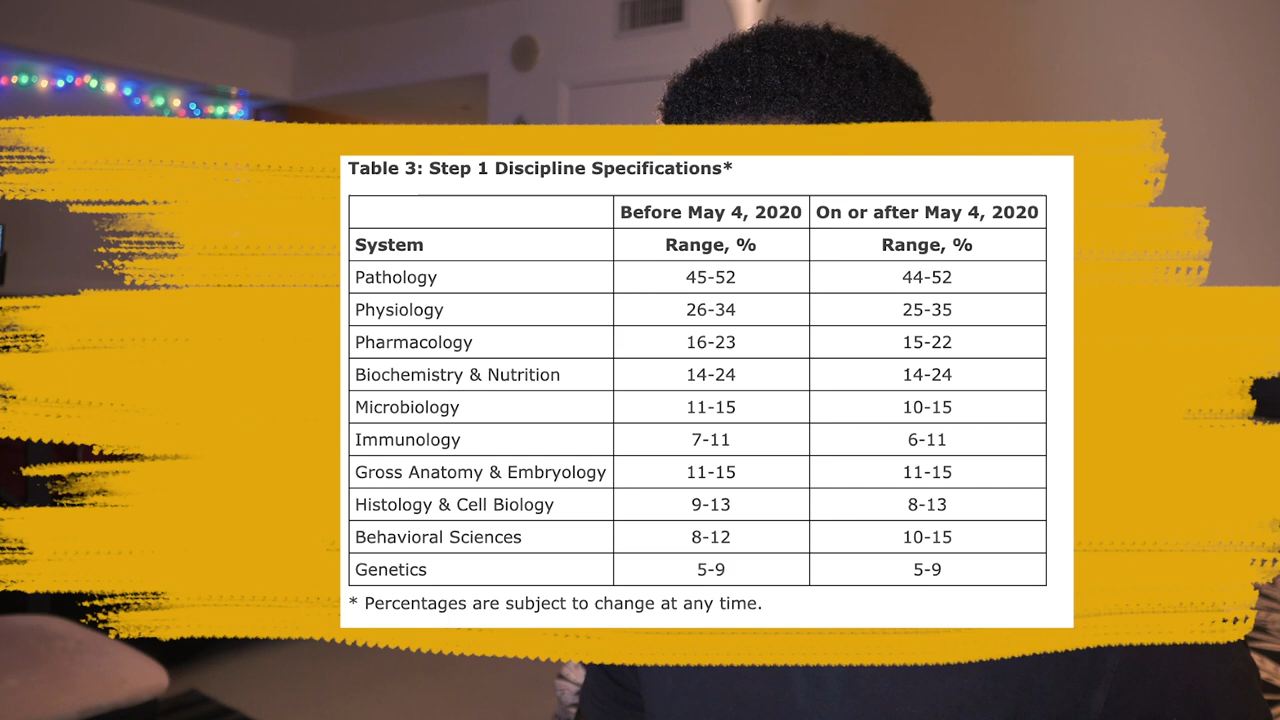 Table 3: Step 1 Discipline Specifications*
Before May 4, 2020 On or after May 4, 2020
System Range, % Range, %
Pathology 45-52 44-52
Physiology 26-34 25-35
Pharmacology 16-23 15-22
Biochemistry & Nutrition 14-24 14-24
Microbiology 11-15 10-15
Immunology 7-11 6-11
Gross Anatomy & Embryology 11-15 11-15
Histology & Cell Biology 9-13 8-13
Behavioral Sciences 8-12 10-15
Genetics 5-9 5-9
* Percentages are subject to change at any time.